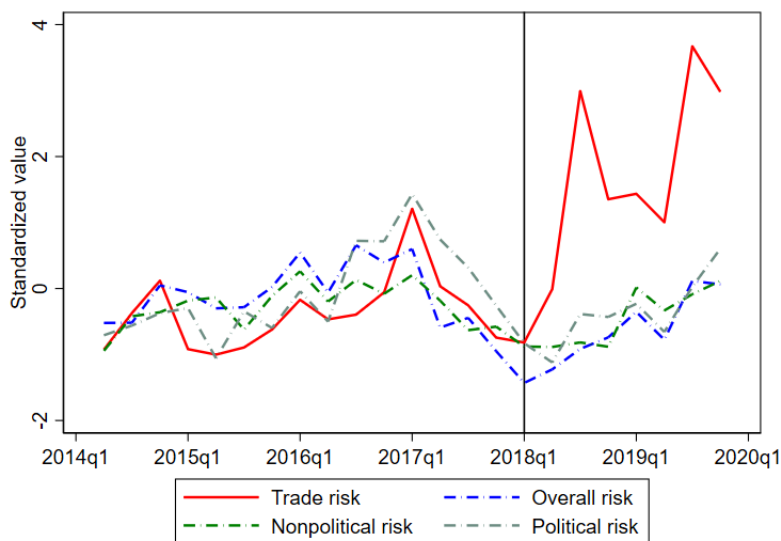 4
2
0
-2
Standardized value
2014q1 2015q1 2016q1 2017q1 2018q1 2019q1 2020q1
Trade risk Overall risk
Nonpolitical risk Political risk